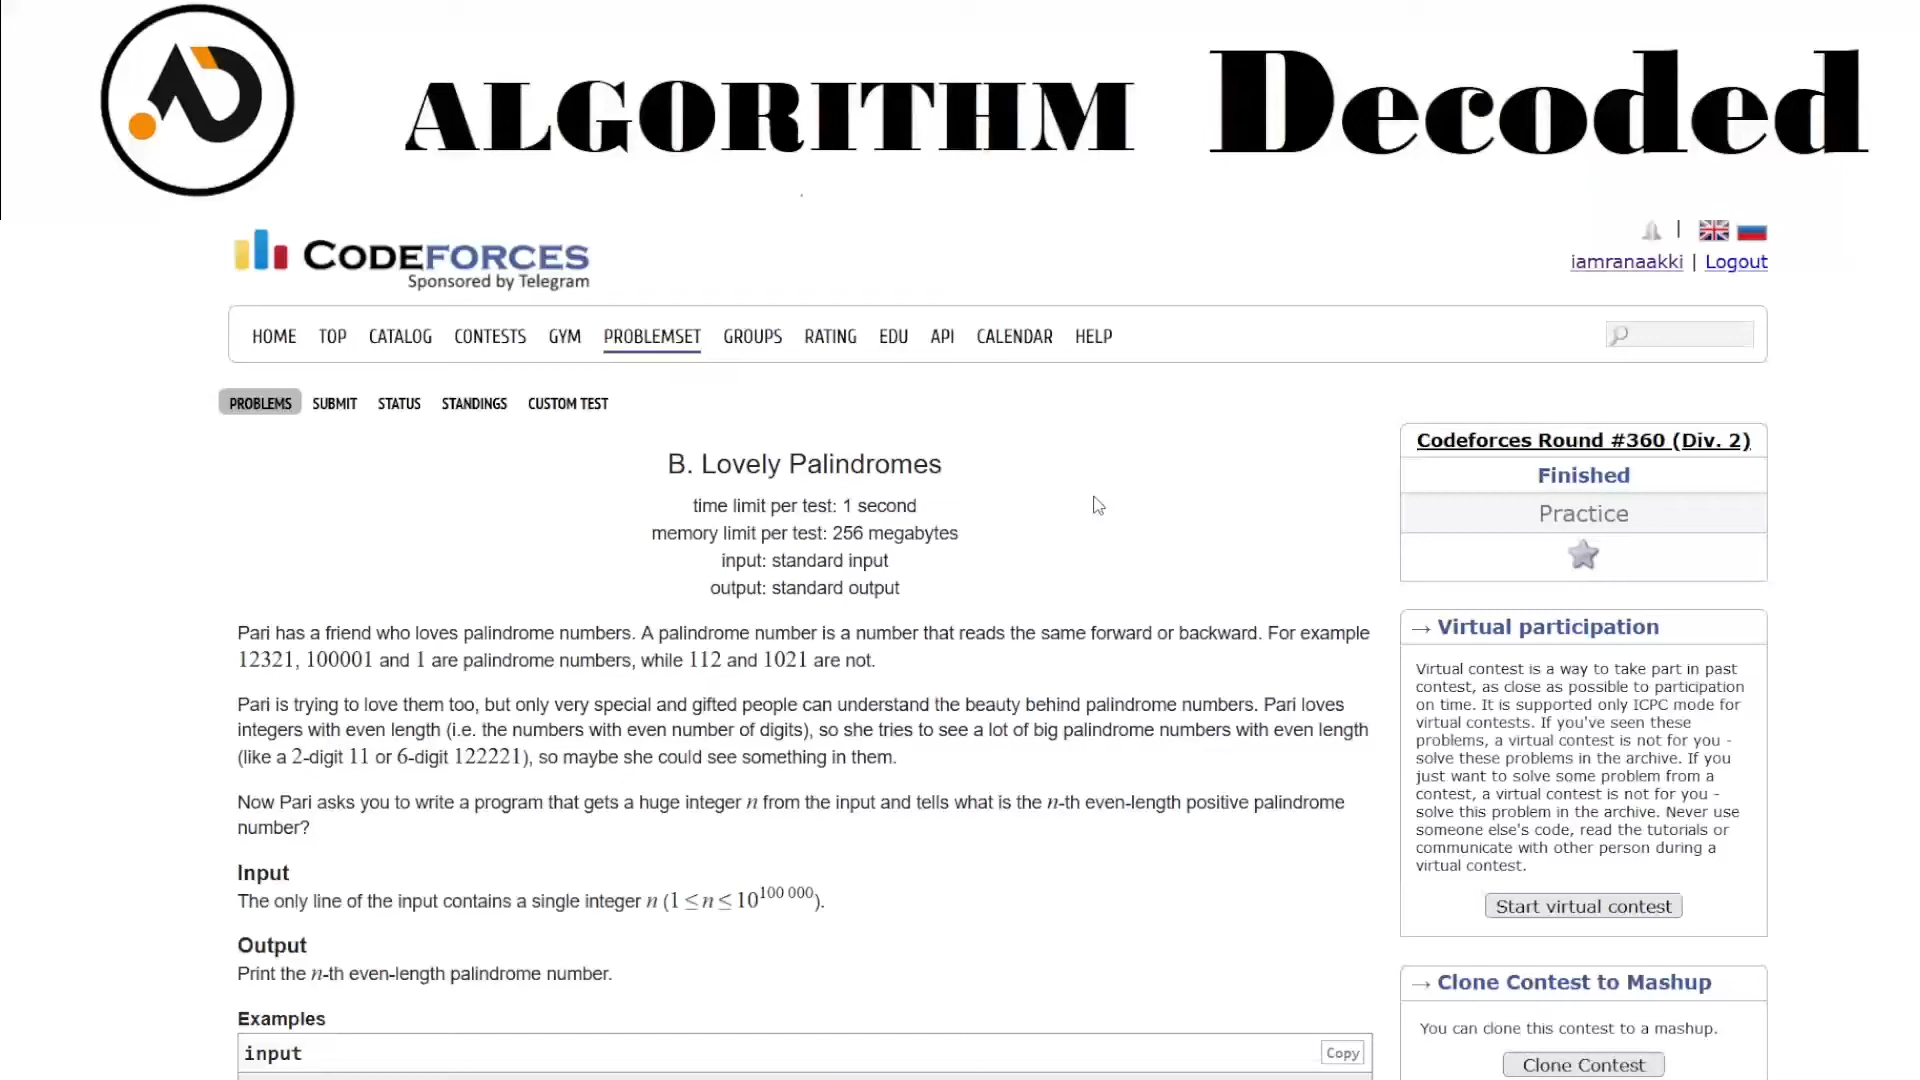 ALGORITHM Decoded
CODEFORCES
Sponsored by Telegram
|
iamranaakki | Logout
HOME TOP CATALOG CONTESTS GYM PROBLEMSET GROUPS RATING EDU API CALENDAR HELP
PROBLEMS SUBMIT STATUS STANDINGS CUSTOM TEST
B. Lovely Palindromes
time limit per test: 1 second
memory limit per test: 256 megabytes
input: standard input
output: standard output
Pari has a friend who loves palindrome numbers. A palindrome number is a number that reads the same forward or backward. For example
12321, 100001 and 1 are palindrome numbers, while 112 and 1021 are not.
Pari is trying to love them too, but only very special and gifted people can understand the beauty behind palindrome numbers. Pari loves
integers with even length (i.e. the numbers with even number of digits), so she tries to see a lot of big palindrome numbers with even length
(like a 2-digit 11 or 6-digit 122221), so maybe she could see something in them.
Now Pari asks you to write a program that gets a huge integer n from the input and tells what is the n-th even-length positive palindrome
number?
Input
The only line of the input contains a single integer n (1 ≤ n ≤ 10^100 000).
Output
Print the n-th even-length palindrome number.
Examples
input
Copy
Codeforces Round #360 (Div. 2)
Finished
Practice
→ Virtual participation
Virtual contest is a way to take part in past
contest, as close as possible to participation
on time. It is supported only ICPC mode for
virtual contests. If you've seen these
problems, a virtual contest is not for you -
solve these problems in the archive. If you
just want to solve some problem from a
contest, a virtual contest is not for you -
solve this problem in the archive. Never use
someone else's code, read the tutorials or
communicate with other person during a
virtual contest.
Start virtual contest
→ Clone Contest to Mashup
You can clone this contest to a mashup.
Clone Contest